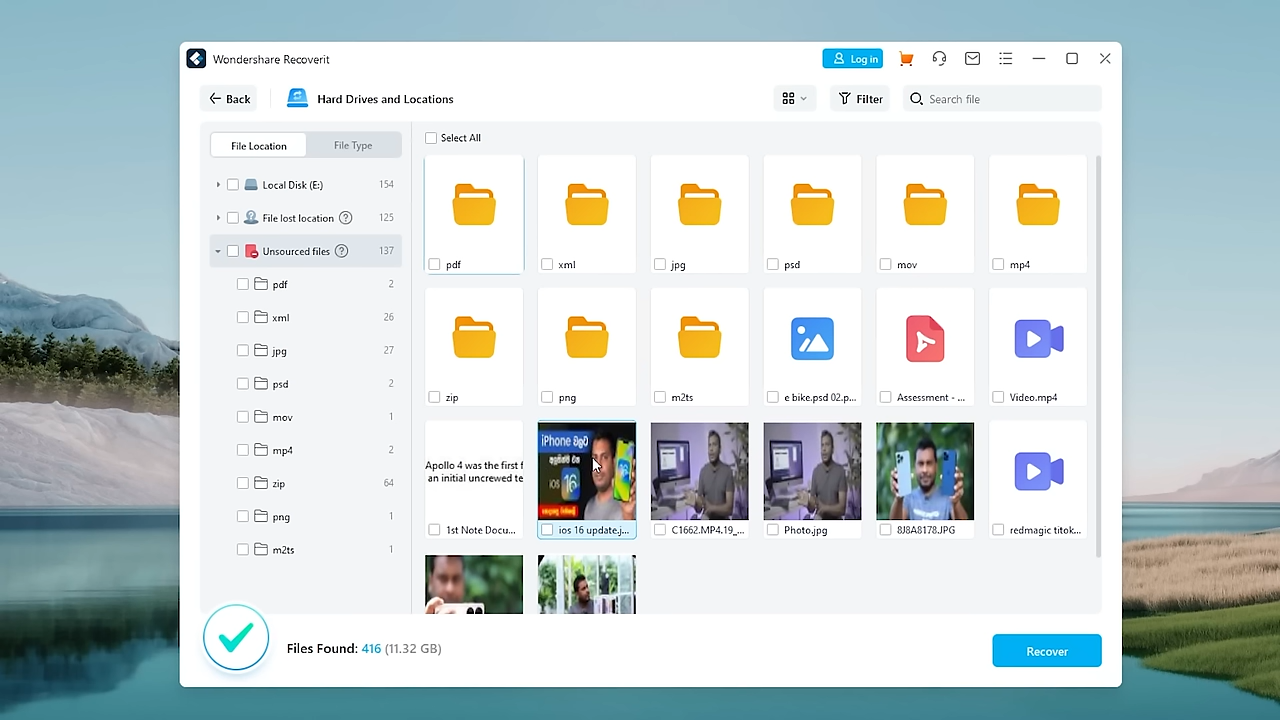 Wondershare Recoverit
Log in
Back
Hard Drives and Locations
Filter
Search file
File Location
File Type
Local Disk (E:) 154
File lost location ? 125
Unsourced files ? 137
pdf 2
xml 26
jpg 27
psd 2
mov 1
mp4 2
zip 64
png 1
m2ts 1
Select All
pdf
xml
jpg
psd
mov
mp4
zip
png
m2ts
e bike.psd 02.p...
Assessment - ...
Video.mp4
Apollo 4 was the first f
an initial uncrewed te
1st Note Docu...
iPhone වලට
iOS 16
ios 16 update.j...
C1662.MP4.19_...
Photo.jpg
8J8A8178.JPG
redmagic titok...
Files Found: 416 (11.32 GB)
Recover